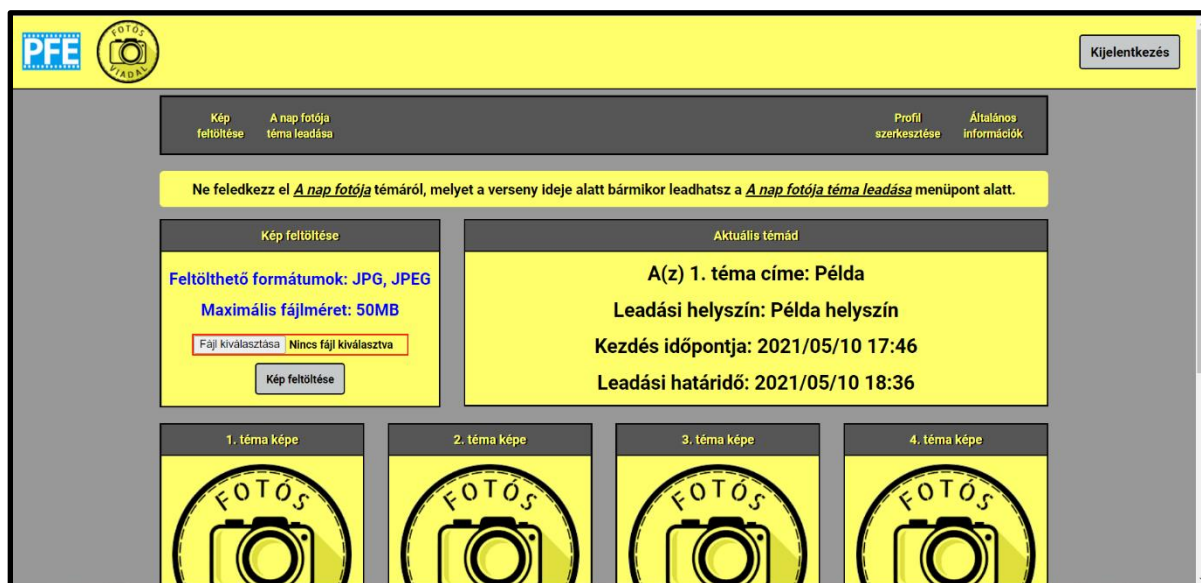 PFE
FOTÓS
VIADAL
Kijelentkezés
Kép
feltöltése
A nap fotója
téma leadása
Profil
szerkesztése
Általános
információk
Ne feledkezz el A nap fotója témáról, melyet a verseny ideje alatt bármikor leadhatsz a A nap fotója téma leadása menüpont alatt.
Kép feltöltése
Feltölthető formátumok: JPG, JPEG
Maximális fájlméret: 50MB
Fájl kiválasztása Nincs fájl kiválasztva
Kép feltöltése
Aktuális témád
A(z) 1. téma címe: Példa
Leadási helyszín: Példa helyszín
Kezdés időpontja: 2021/05/10 17:46
Leadási határidő: 2021/05/10 18:36
1. téma képe
FOTÓS
2. téma képe
FOTÓS
3. téma képe
FOTÓS
4. téma képe
FOTÓS